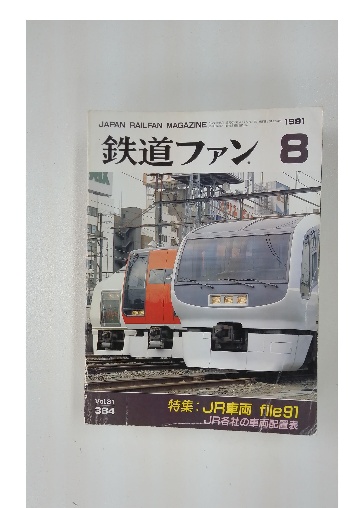 JAPAN RAILFAN MAGAZINE
1991
鉄道ファン 8
Vol.31
364
特集:JR車両 file91
JR各社の車両配置表